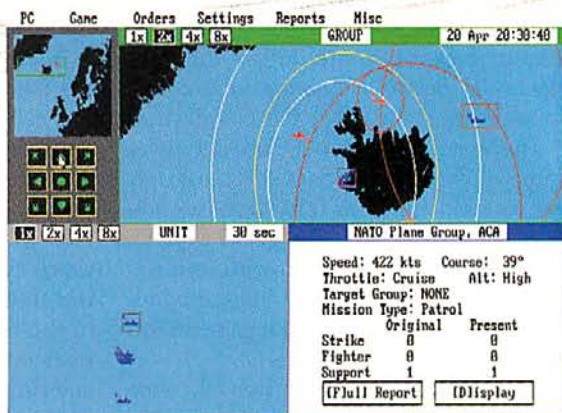 PC Game Orders Settings Reports Misc
1x 2x 4x 8x GROUP 20 Apr 20:30:40
1x 2x 4x 8x UNIT 30 sec NATO Plane Group, ACA
Speed: 422 kts Course: 39°
Throttle: Cruise Alt: High
Target Group: NONE
Mission Type: Patrol
Original Present
Strike 0 0
Fighter 0 0
Support 1 1
[F]ull Report [D]isplay